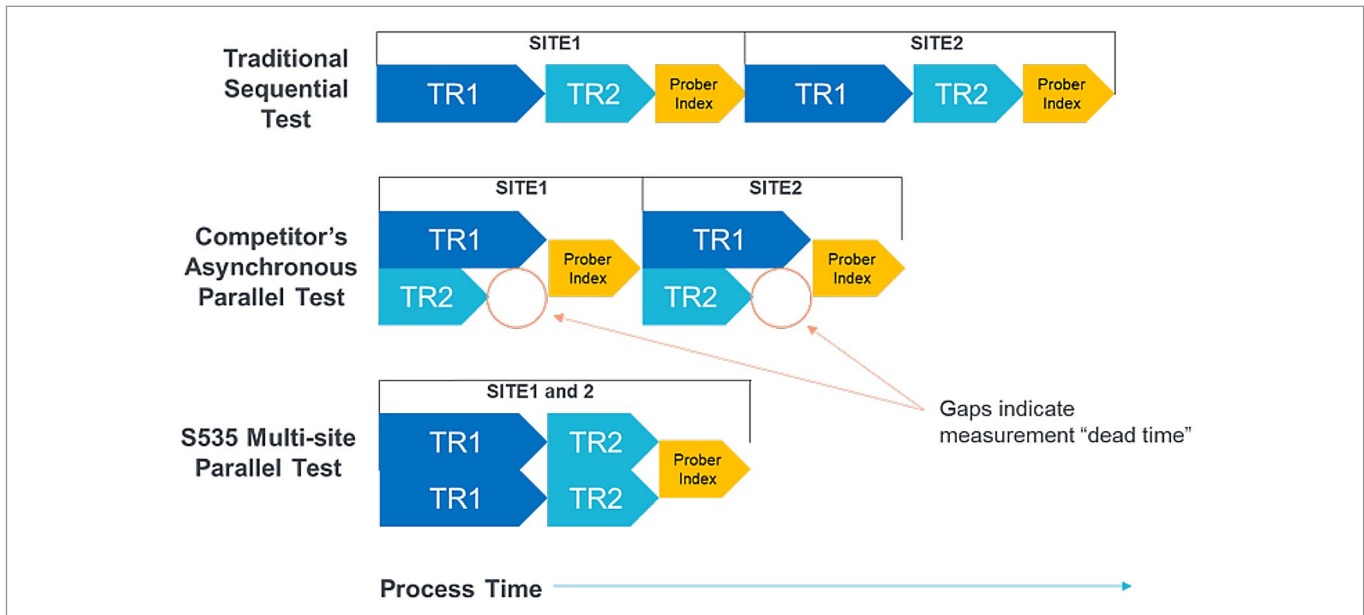 SITE1
SITE2
Traditional
Sequential
Test
TR1
TR2
Prober
Index
TR1
TR2
Prober
Index
SITE1
SITE2
Competitor's
Asynchronous
Parallel Test
TR1
TR2
Prober
Index
TR1
TR2
Prober
Index
SITE1 and 2
S535 Multi-site
Parallel Test
TR1
TR2
TR1
TR2
Prober
Index
Gaps indicate
measurement “dead time”
Process Time